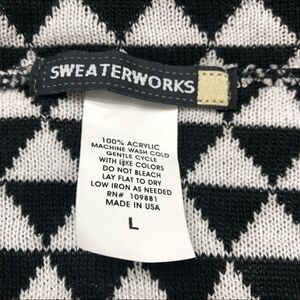 SWEATERWORKS
100% ACRYLIC
MACHINE WASH COLD
GENTLE CYCLE
WITH LIKE COLORS
DO NOT BLEACH
LAY FLAT TO DRY
LOW IRON AS NEEDED
RN# 109881
MADE IN USA
L